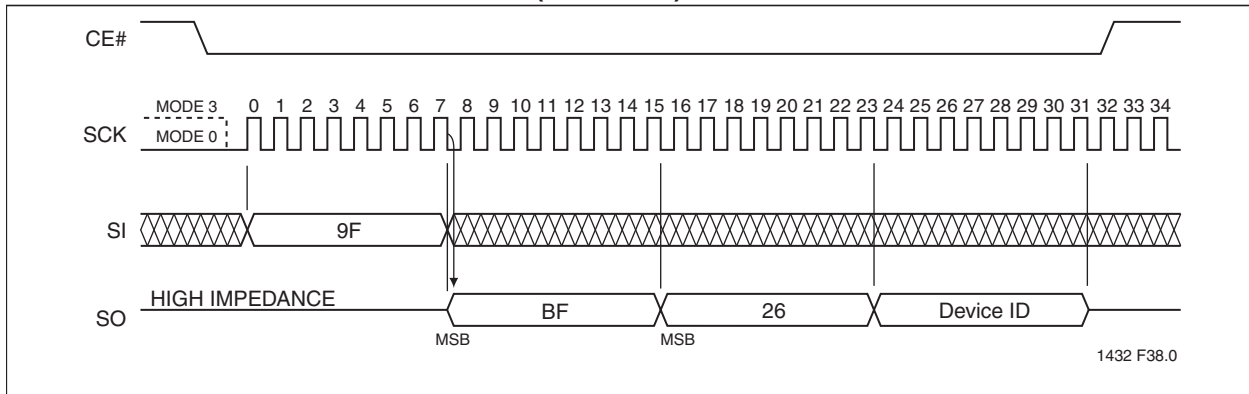 CE#
MODE 3 0 1 2 3 4 5 6 7 8 9 10 11 12 13 14 15 16 17 18 19 20 21 22 23 24 25 26 27 28 29 30 31 32 33 34
SCK MODE 0
SI 9F
HIGH IMPEDANCE
SO BF 26 Device ID
MSB MSB
1432 F38.0